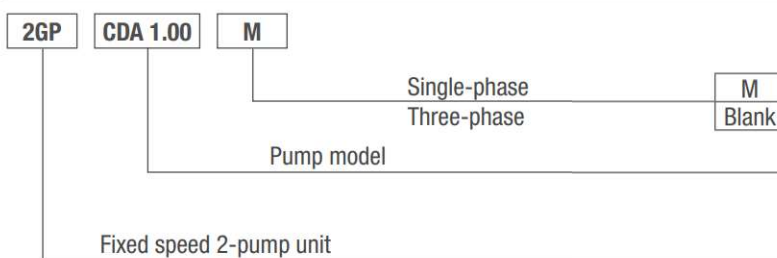 2GP CDA 1.00 M
Single-phase M
Three-phase Blank
Pump model
Fixed speed 2-pump unit